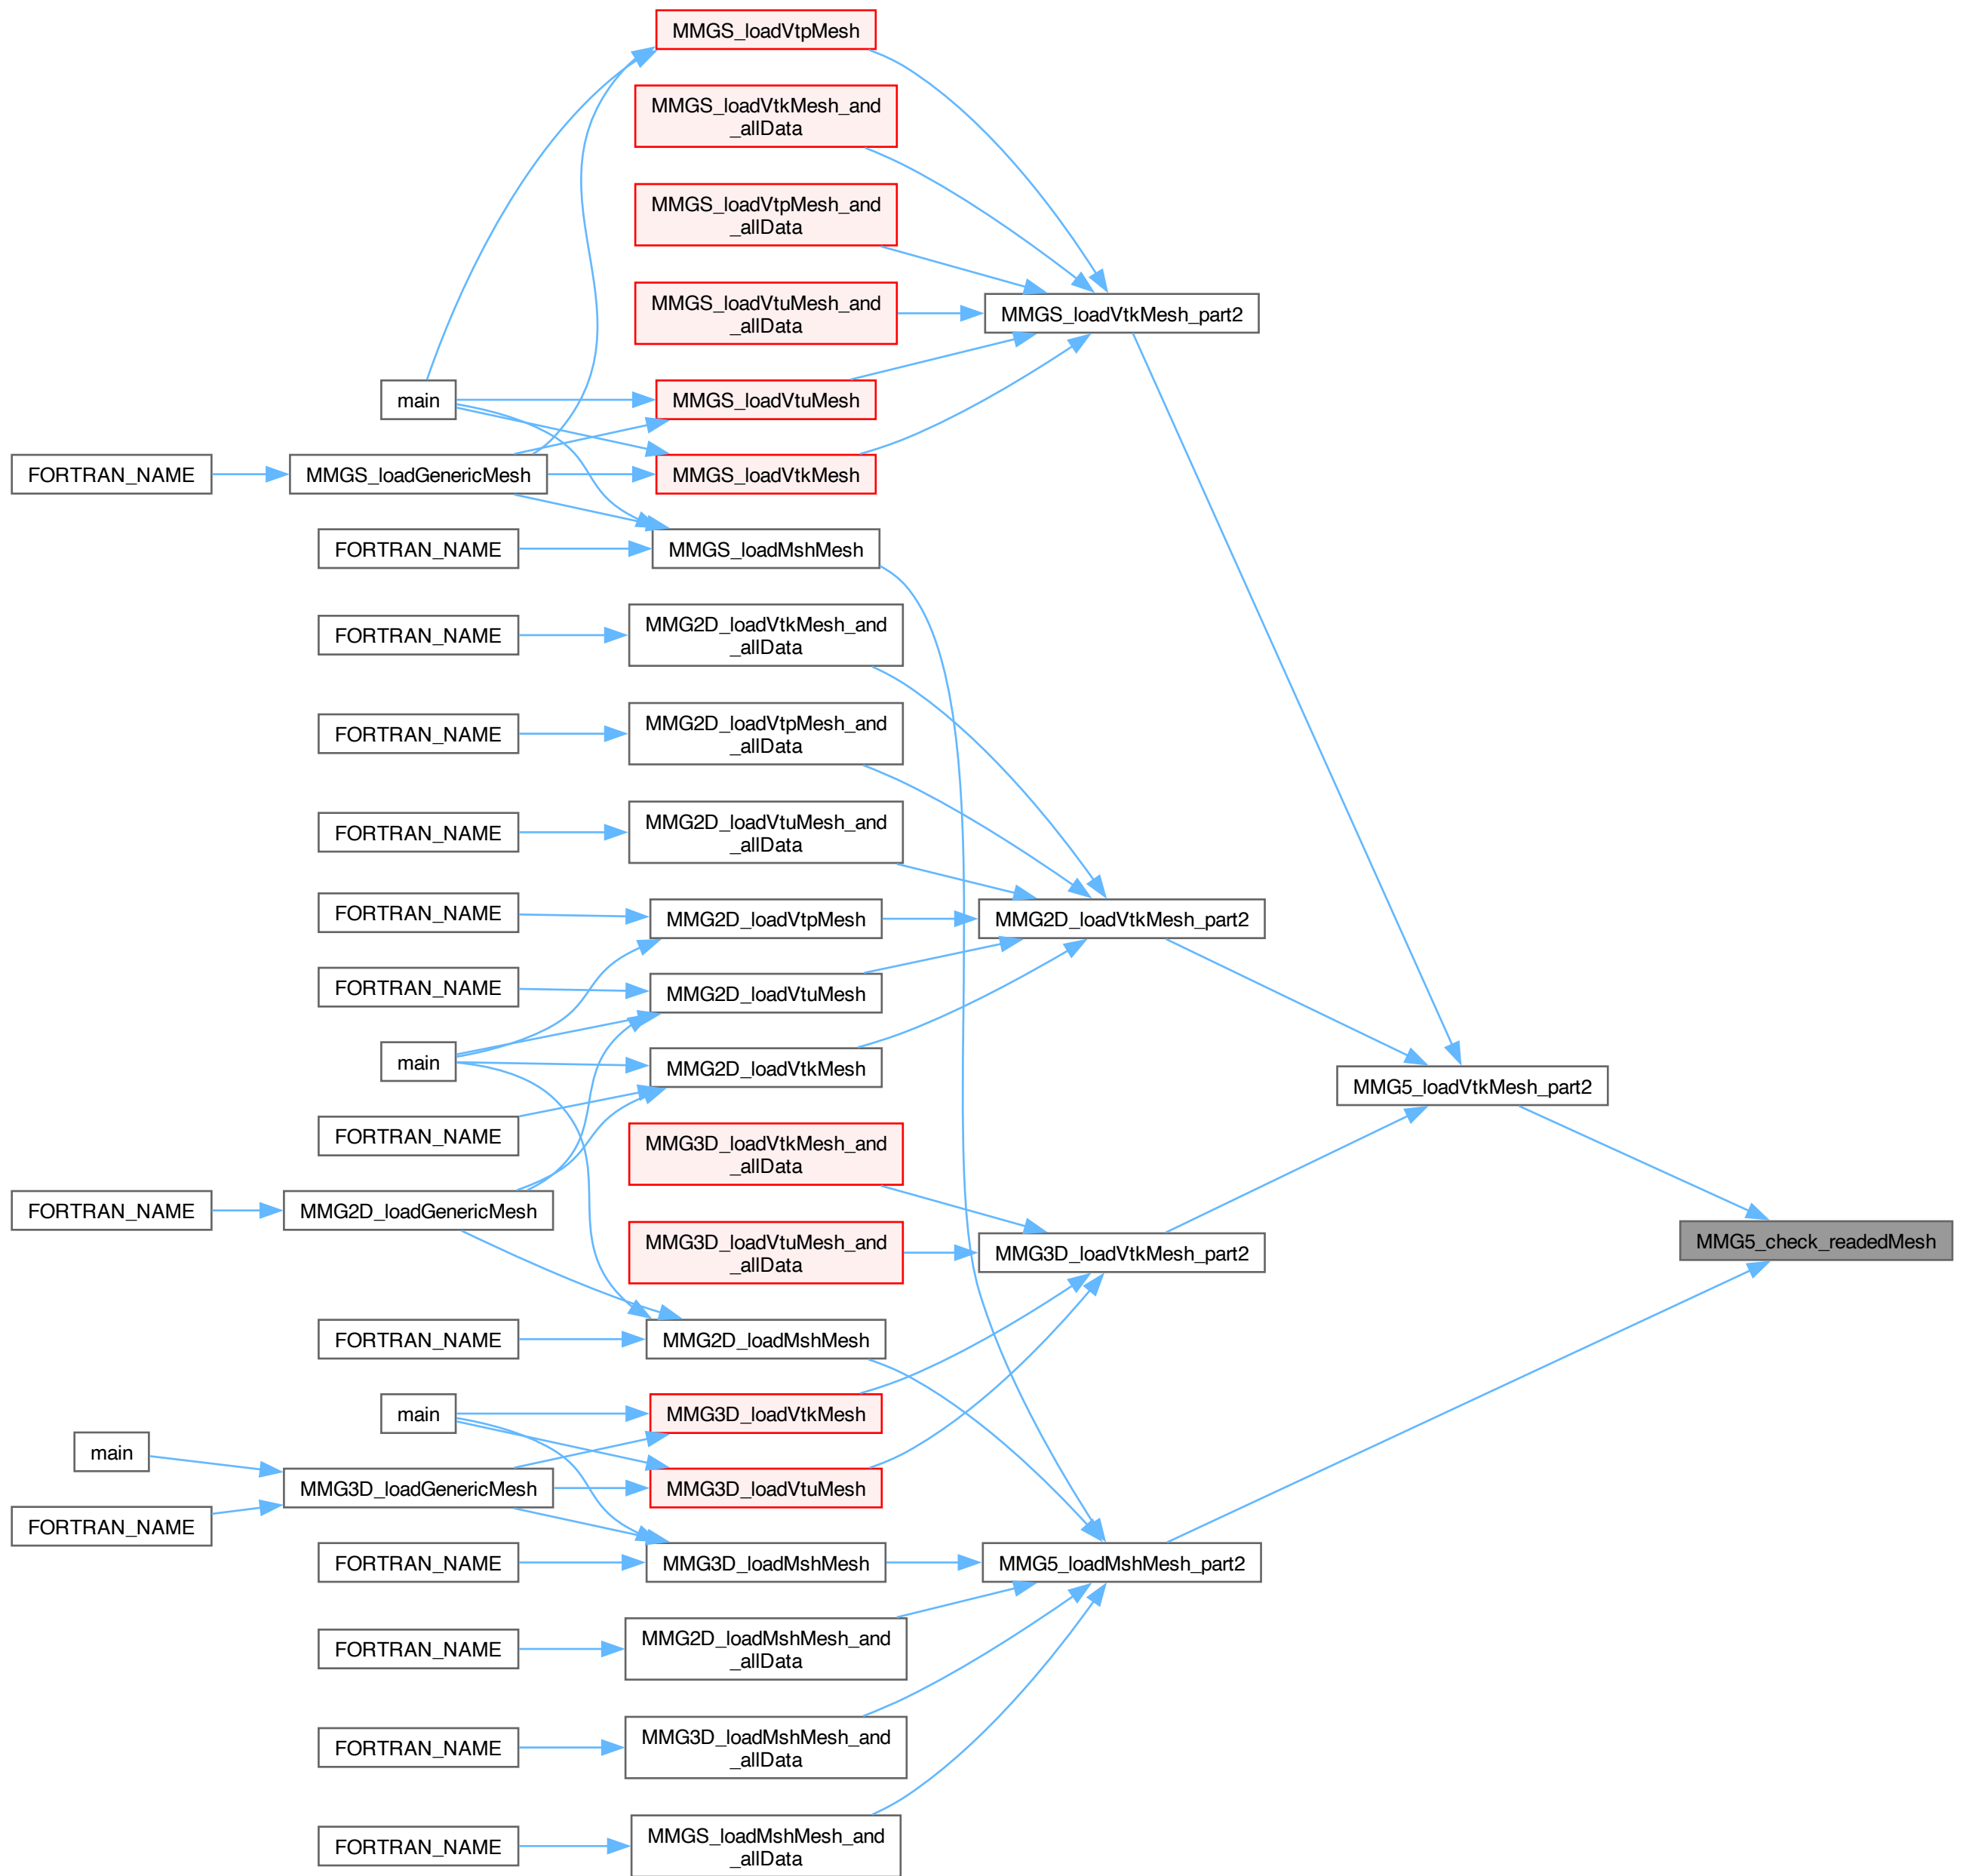 MMGS_loadVtpMesh
MMGS_loadVtkMesh_and
_allData
MMGS_loadVtpMesh_and
_allData
MMGS_loadVtuMesh_and
_allData
MMGS_loadVtkMesh_part2
main
MMGS_loadVtuMesh
FORTRAN_NAME
MMGS_loadGenericMesh
MMGS_loadVtkMesh
FORTRAN_NAME
MMGS_loadMshMesh
FORTRAN_NAME
MMG2D_loadVtkMesh_and
_allData
FORTRAN_NAME
MMG2D_loadVtpMesh_and
_allData
FORTRAN_NAME
MMG2D_loadVtuMesh_and
_allData
FORTRAN_NAME
MMG2D_loadVtpMesh
MMG2D_loadVtkMesh_part2
FORTRAN_NAME
MMG2D_loadVtuMesh
main
MMG2D_loadVtkMesh
MMG5_loadVtkMesh_part2
FORTRAN_NAME
MMG3D_loadVtkMesh_and
_allData
FORTRAN_NAME
MMG2D_loadGenericMesh
MMG3D_loadVtuMesh_and
_allData
MMG3D_loadVtkMesh_part2
MMG5_check_readedMesh
FORTRAN_NAME
MMG2D_loadMshMesh
main
MMG3D_loadVtkMesh
main
MMG3D_loadGenericMesh
MMG3D_loadVtuMesh
FORTRAN_NAME
FORTRAN_NAME
MMG3D_loadMshMesh
MMG5_loadMshMesh_part2
FORTRAN_NAME
MMG2D_loadMshMesh_and
_allData
FORTRAN_NAME
MMG3D_loadMshMesh_and
_allData
FORTRAN_NAME
MMGS_loadMshMesh_and
_allData